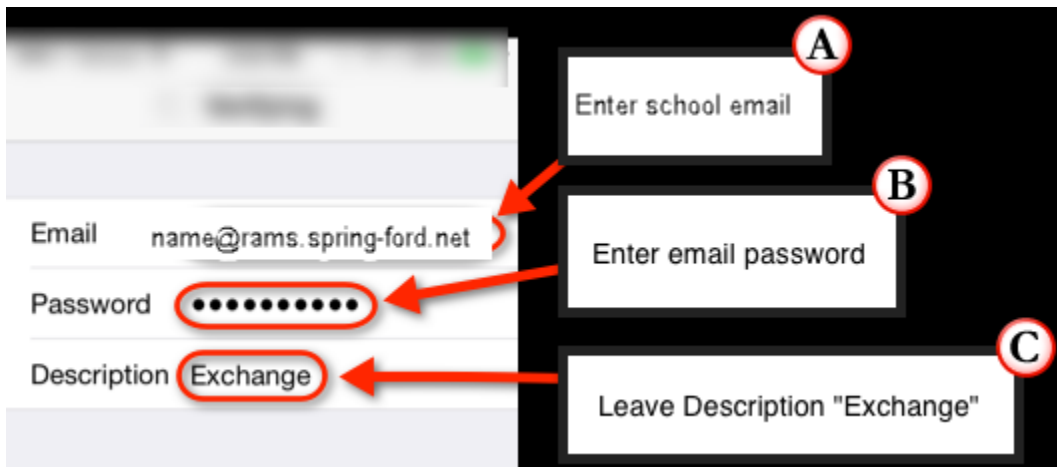 A
Enter school email
B
Email name@rams.spring-ford.net
Enter email password
Password ●●●●●●●●●●
C
Description Exchange
Leave Description "Exchange"